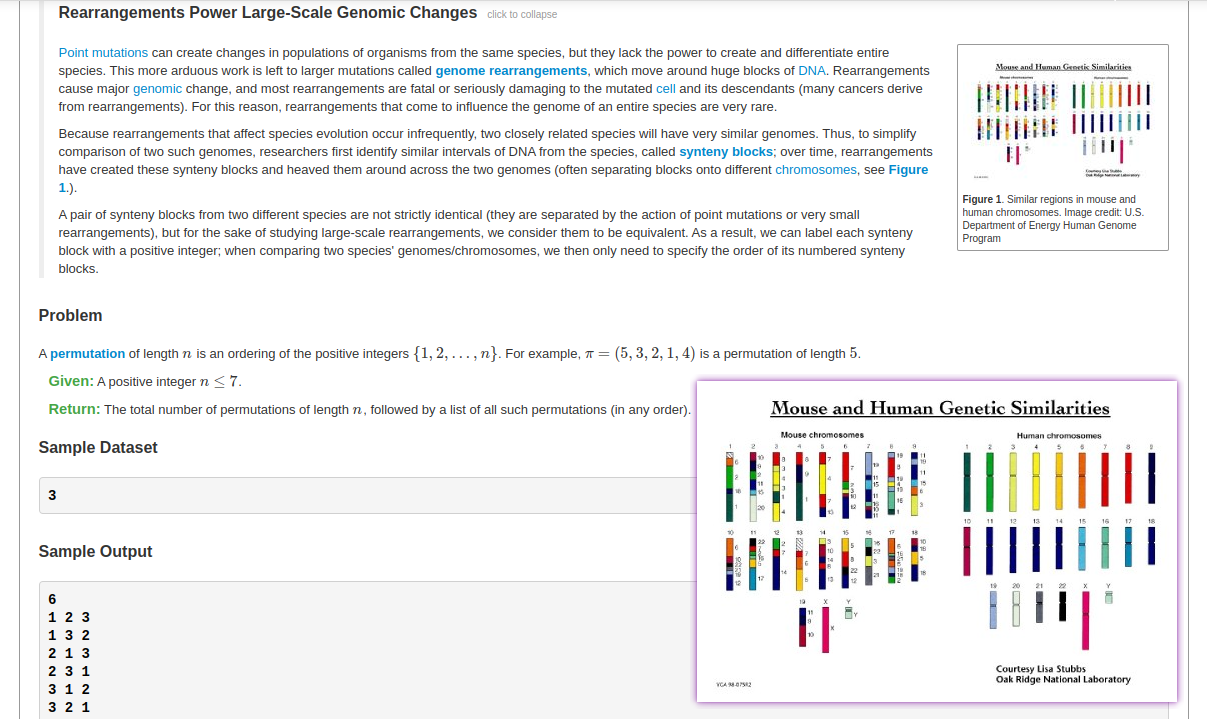 Rearrangements Power Large-Scale Genomic Changes click to collapse
Point mutations can create changes in populations of organisms from the same species, but they lack the power to create and differentiate entire
species. This more arduous work is left to larger mutations called genome rearrangements, which move around huge blocks of DNA. Rearrangements
cause major genomic change, and most rearrangements are fatal or seriously damaging to the mutated cell and its descendants (many cancers derive
from rearrangements). For this reason, rearrangements that come to influence the genome of an entire species are very rare.
Because rearrangements that affect species evolution occur infrequently, two closely related species will have very similar genomes. Thus, to simplify
comparison of two such genomes, researchers first identify similar intervals of DNA from the species, called synteny blocks; over time, rearrangements
have created these synteny blocks and heaved them around across the two genomes (often separating blocks onto different chromosomes, see Figure
1.).
A pair of synteny blocks from two different species are not strictly identical (they are separated by the action of point mutations or very small
rearrangements), but for the sake of studying large-scale rearrangements, we consider them to be equivalent. As a result, we can label each synteny
block with a positive integer; when comparing two species' genomes/chromosomes, we then only need to specify the order of its numbered synteny
blocks.
Mouse and Human Genetic Similarities
Mouse chromosomes
Human chromosomes
Courtesy Lisa Stubbs
Oak Ridge National Laboratory
Figure 1. Similar regions in mouse and
human chromosomes. Image credit: U.S.
Department of Energy Human Genome
Program
Problem
A permutation of length n is an ordering of the positive integers {1, 2, . . . , n}. For example, π = (5, 3, 2, 1, 4) is a permutation of length 5.
Given: A positive integer n ≤ 7.
Return: The total number of permutations of length n, followed by a list of all such permutations (in any order).
Sample Dataset
3
Sample Output
6
1 2 3
1 3 2
2 1 3
2 3 1
3 1 2
3 2 1
Mouse and Human Genetic Similarities
Mouse chromosomes
Human chromosomes
1 2 3 4 5 6 7 8 9
1 2 3 4 5 6 7 8 9
10 11 12 13 14 15 16 17 18
10 11 12 13 14 15 16 17 18
19 X Y
19 20 21 22 X Y
Courtesy Lisa Stubbs
Oak Ridge National Laboratory